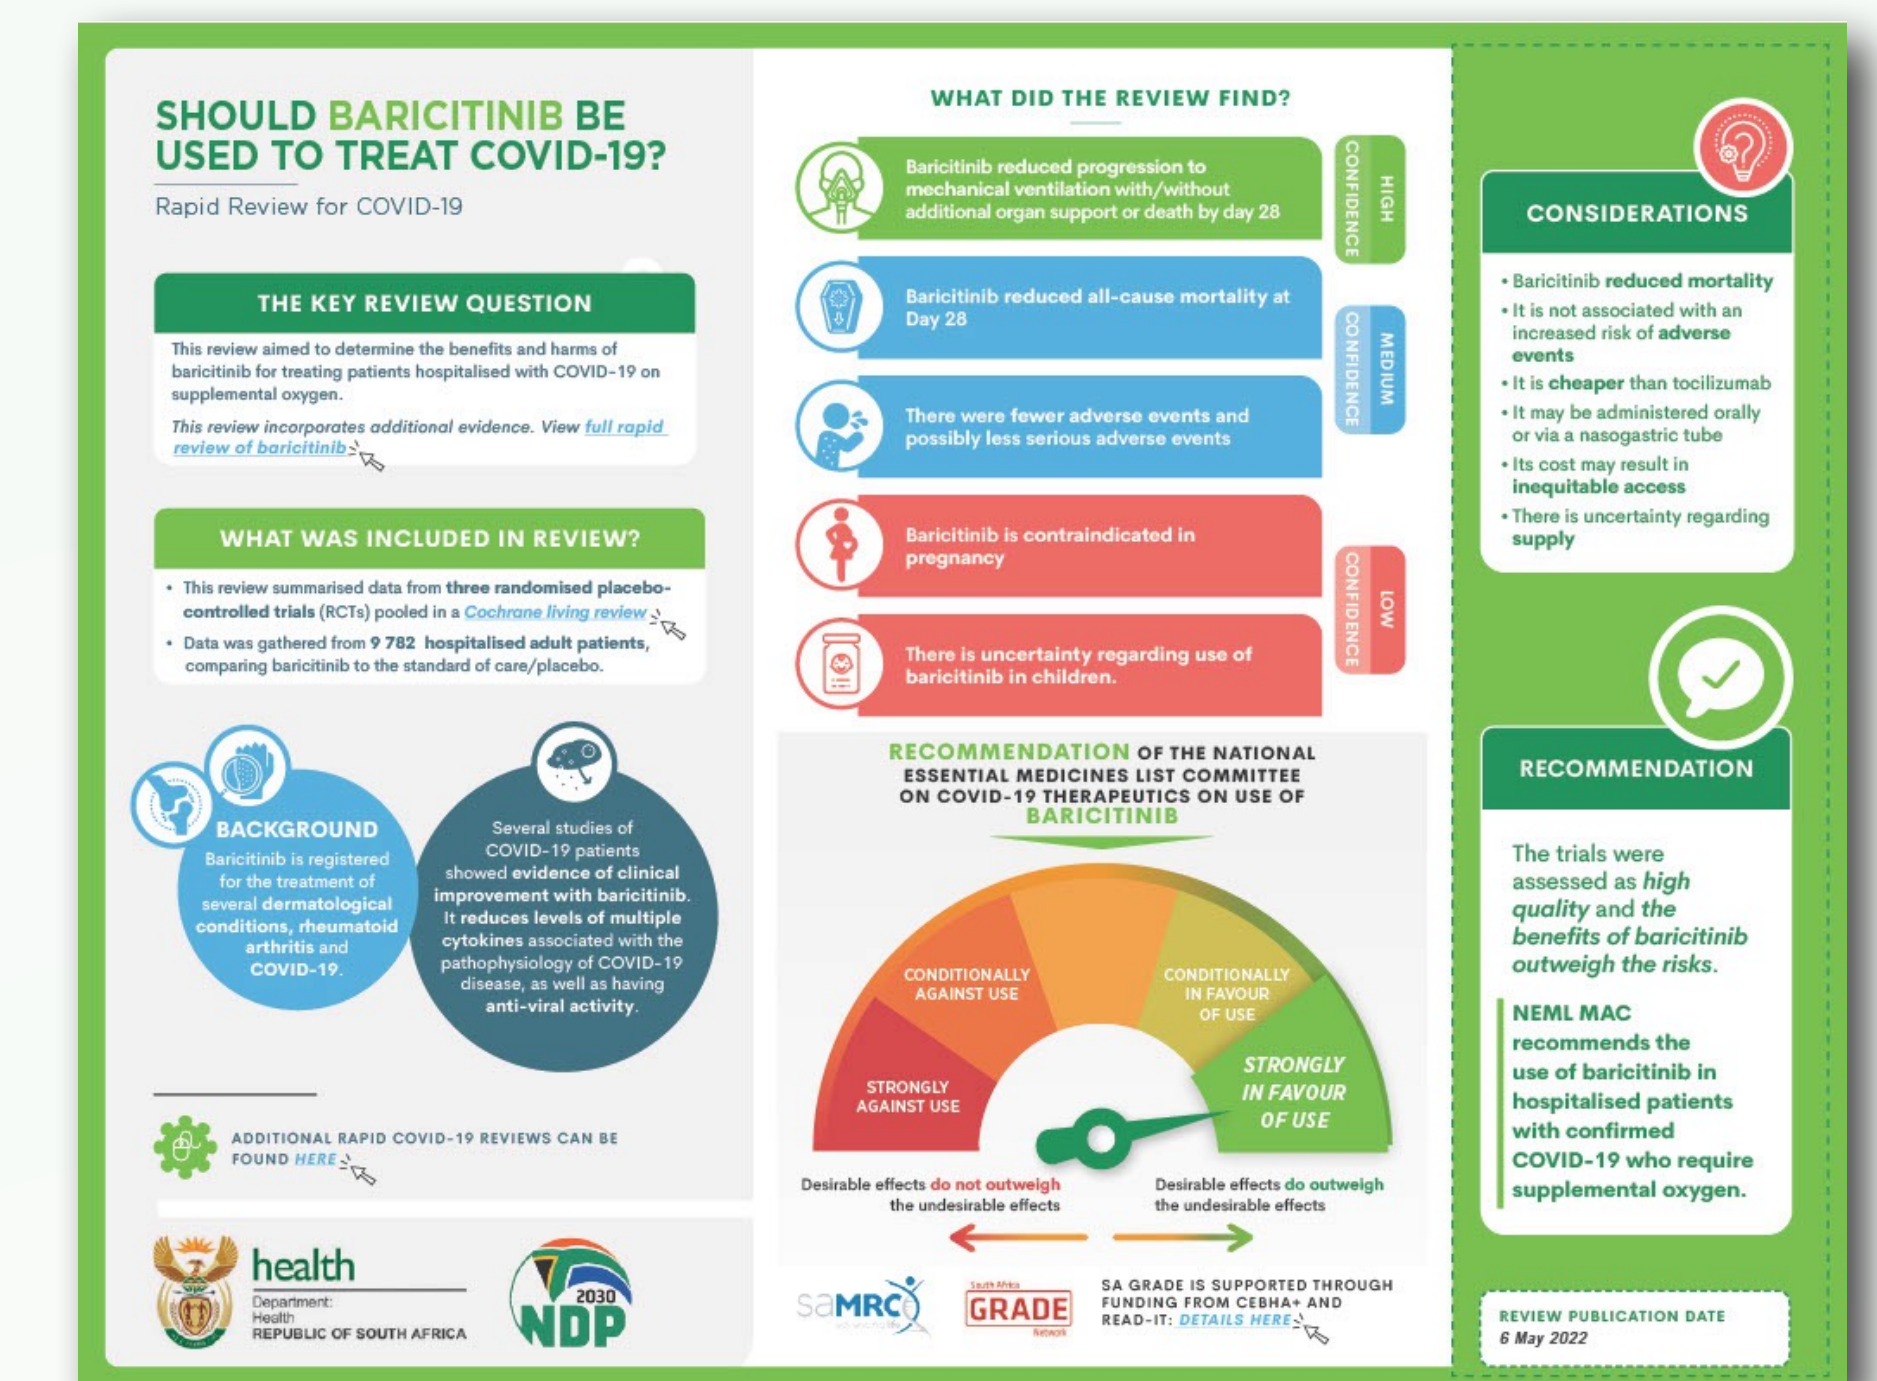 SHOULD BARICITINIB BE
USED TO TREAT COVID-19?
Rapid Review for COVID-19
THE KEY REVIEW QUESTION
This review aimed to determine the benefits and harms of
baricitinib for treating patients hospitalised with COVID-19 on
supplemental oxygen.
This review incorporates additional evidence. View full rapid
review of baricitinib
WHAT WAS INCLUDED IN REVIEW?
• This review summarised data from three randomised placebo-
controlled trials (RCTs) pooled in a Cochrane living review
• Data was gathered from 9 782 hospitalised adult patients,
comparing baricitinib to the standard of care/placebo.
BACKGROUND
Baricitinib is registered
for the treatment of
several dermatological
conditions, rheumatoid
arthritis and
COVID-19.
Several studies of
COVID-19 patients
showed evidence of clinical
improvement with baricitinib.
It reduces levels of multiple
cytokines associated with the
pathophysiology of COVID-19
disease, as well as having
anti-viral activity.
ADDITIONAL RAPID COVID-19 REVIEWS CAN BE
FOUND HERE
health
Department:
Health
REPUBLIC OF SOUTH AFRICA
2030
NDP
WHAT DID THE REVIEW FIND?
Baricitinib reduced progression to
mechanical ventilation with/without
additional organ support or death by day 28
HIGH
CONFIDENCE
Baricitinib reduced all-cause mortality at
Day 28
There were fewer adverse events and
possibly less serious adverse events
MEDIUM
CONFIDENCE
Baricitinib is contraindicated in
pregnancy
There is uncertainty regarding use of
baricitinib in children.
LOW
CONFIDENCE
RECOMMENDATION OF THE NATIONAL
ESSENTIAL MEDICINES LIST COMMITTEE
ON COVID-19 THERAPEUTICS ON USE OF
BARICITINIB
STRONGLY
AGAINST USE
CONDITIONALLY
AGAINST USE
CONDITIONALLY
IN FAVOUR
OF USE
STRONGLY
IN FAVOUR
OF USE
Desirable effects do not outweigh
the undesirable effects
Desirable effects do outweigh
the undesirable effects
saMRC
South Africa
GRADE
Network
SA GRADE IS SUPPORTED THROUGH
FUNDING FROM CEBHA+ AND
READ-IT: DETAILS HERE
CONSIDERATIONS
• Baricitinib reduced mortality
• It is not associated with an
increased risk of adverse
events
• It is cheaper than tocilizumab
• It may be administered orally
or via a nasogastric tube
• Its cost may result in
inequitable access
• There is uncertainty regarding
supply
RECOMMENDATION
The trials were
assessed as high
quality and the
benefits of baricitinib
outweigh the risks.
NEML MAC
recommends the
use of baricitinib in
hospitalised patients
with confirmed
COVID-19 who require
supplemental oxygen.
REVIEW PUBLICATION DATE
6 May 2022